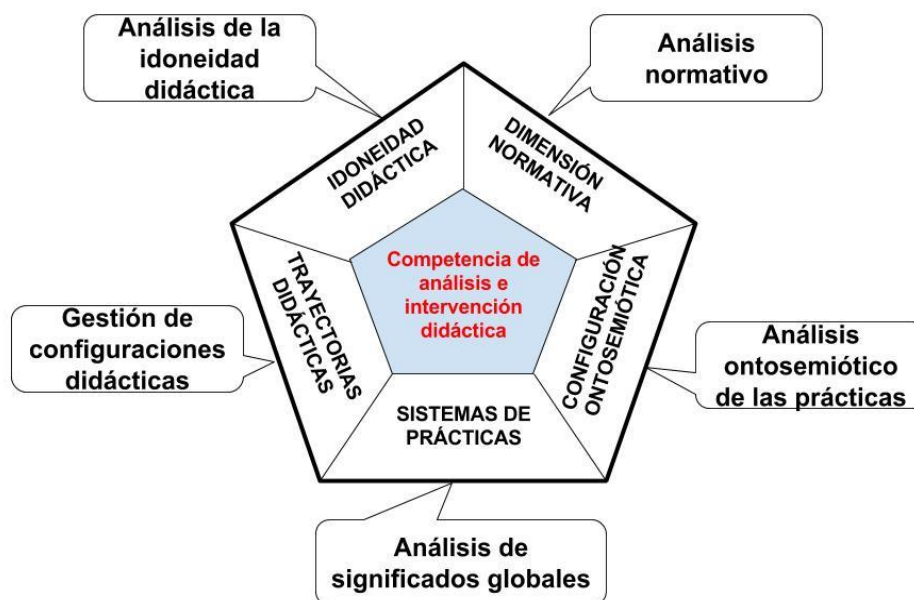 Análisis de la
idoneidad
didáctica
Análisis
normativo
IDONEIDAD
DIDÁCTICA
DIMENSIÓN
NORMATIVA
Competencia de
análisis e
intervención
didáctica
TRAYECTORIAS
DIDÁCTICAS
CONFIGURACIÓN
ONTOSEMIÓTICA
Gestión de
configuraciones
didácticas
Análisis
ontosemiótico
de las prácticas
SISTEMAS DE
PRÁCTICAS
Análisis de
significados globales